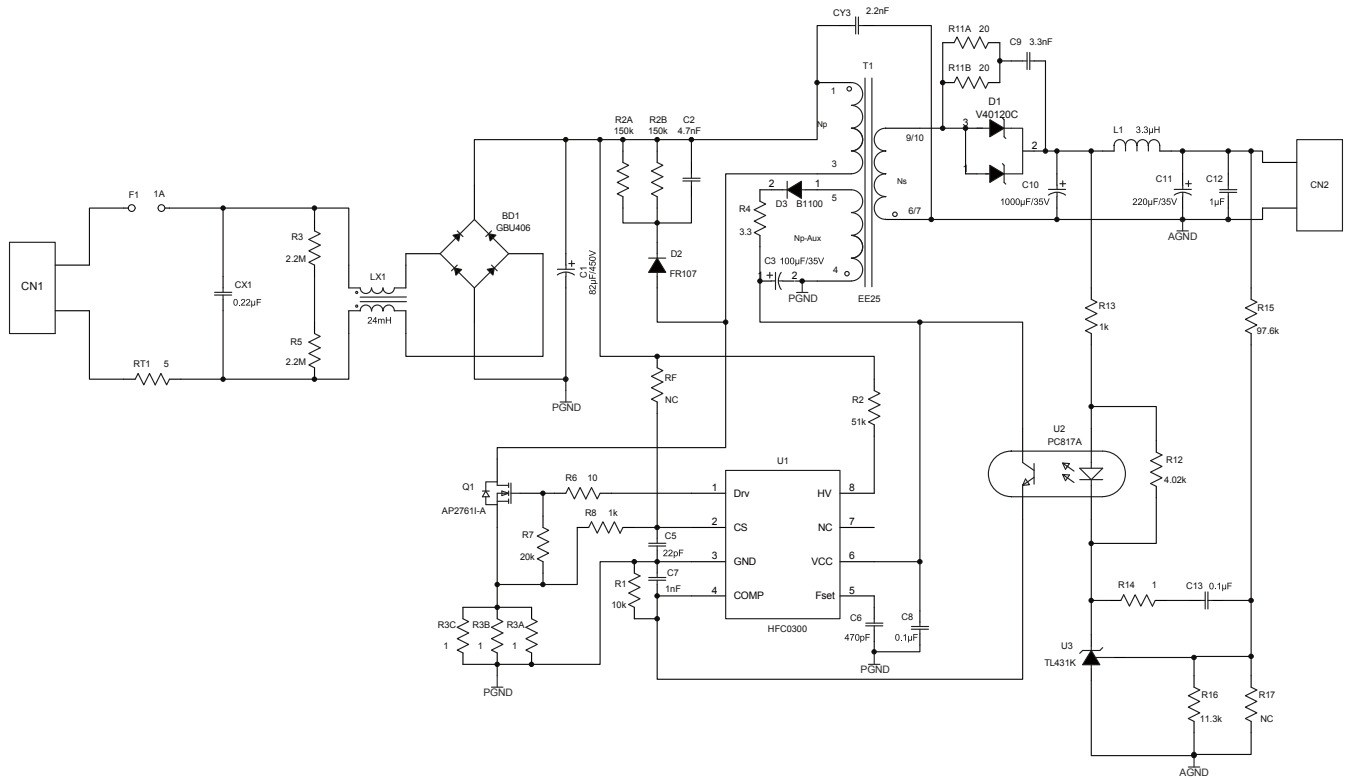 CY3 2.2nF
R11A 20
C9 3.3nF
R11B 20
T1
1
Np
3
D1
V40120C
3
2
1
9/10
Ns
6/7
R2A
150k
R2B
150k
C2
4.7nF
L1 3.3µH
C10
1000µF/35V
C11
220µF/35V
C12
1µF
CN2
AGND
2 1
D3 B1100
5
R4
3.3
Np-Aux
C3 100µF/35V
1 2
4
PGND
EE25
F1 1A
BD1
GBU406
R3
2.2M
CN1
CX1
0.22µF
LX1
24mH
C1
82µF/450V
D2
FR107
R5
2.2M
RT1 5
PGND
RF
NC
R2
51k
R13
1k
R15
97.6k
U2
PC817A
R12
4.02k
U1
Q1
AP2761I-A
R6 10
1 Drv
HV 8
R7
20k
R8 1k
2 CS
NC 7
C5
22pF
3 GND
VCC 6
R1
10k
C7
1nF
4 COMP
Fset 5
HFC0300
C6
470pF
C8
0.1µF
PGND
R3C
1
R3B
1
R3A
1
PGND
R14 1
C13 0.1µF
U3
TL431K
R16
11.3k
R17
NC
AGND